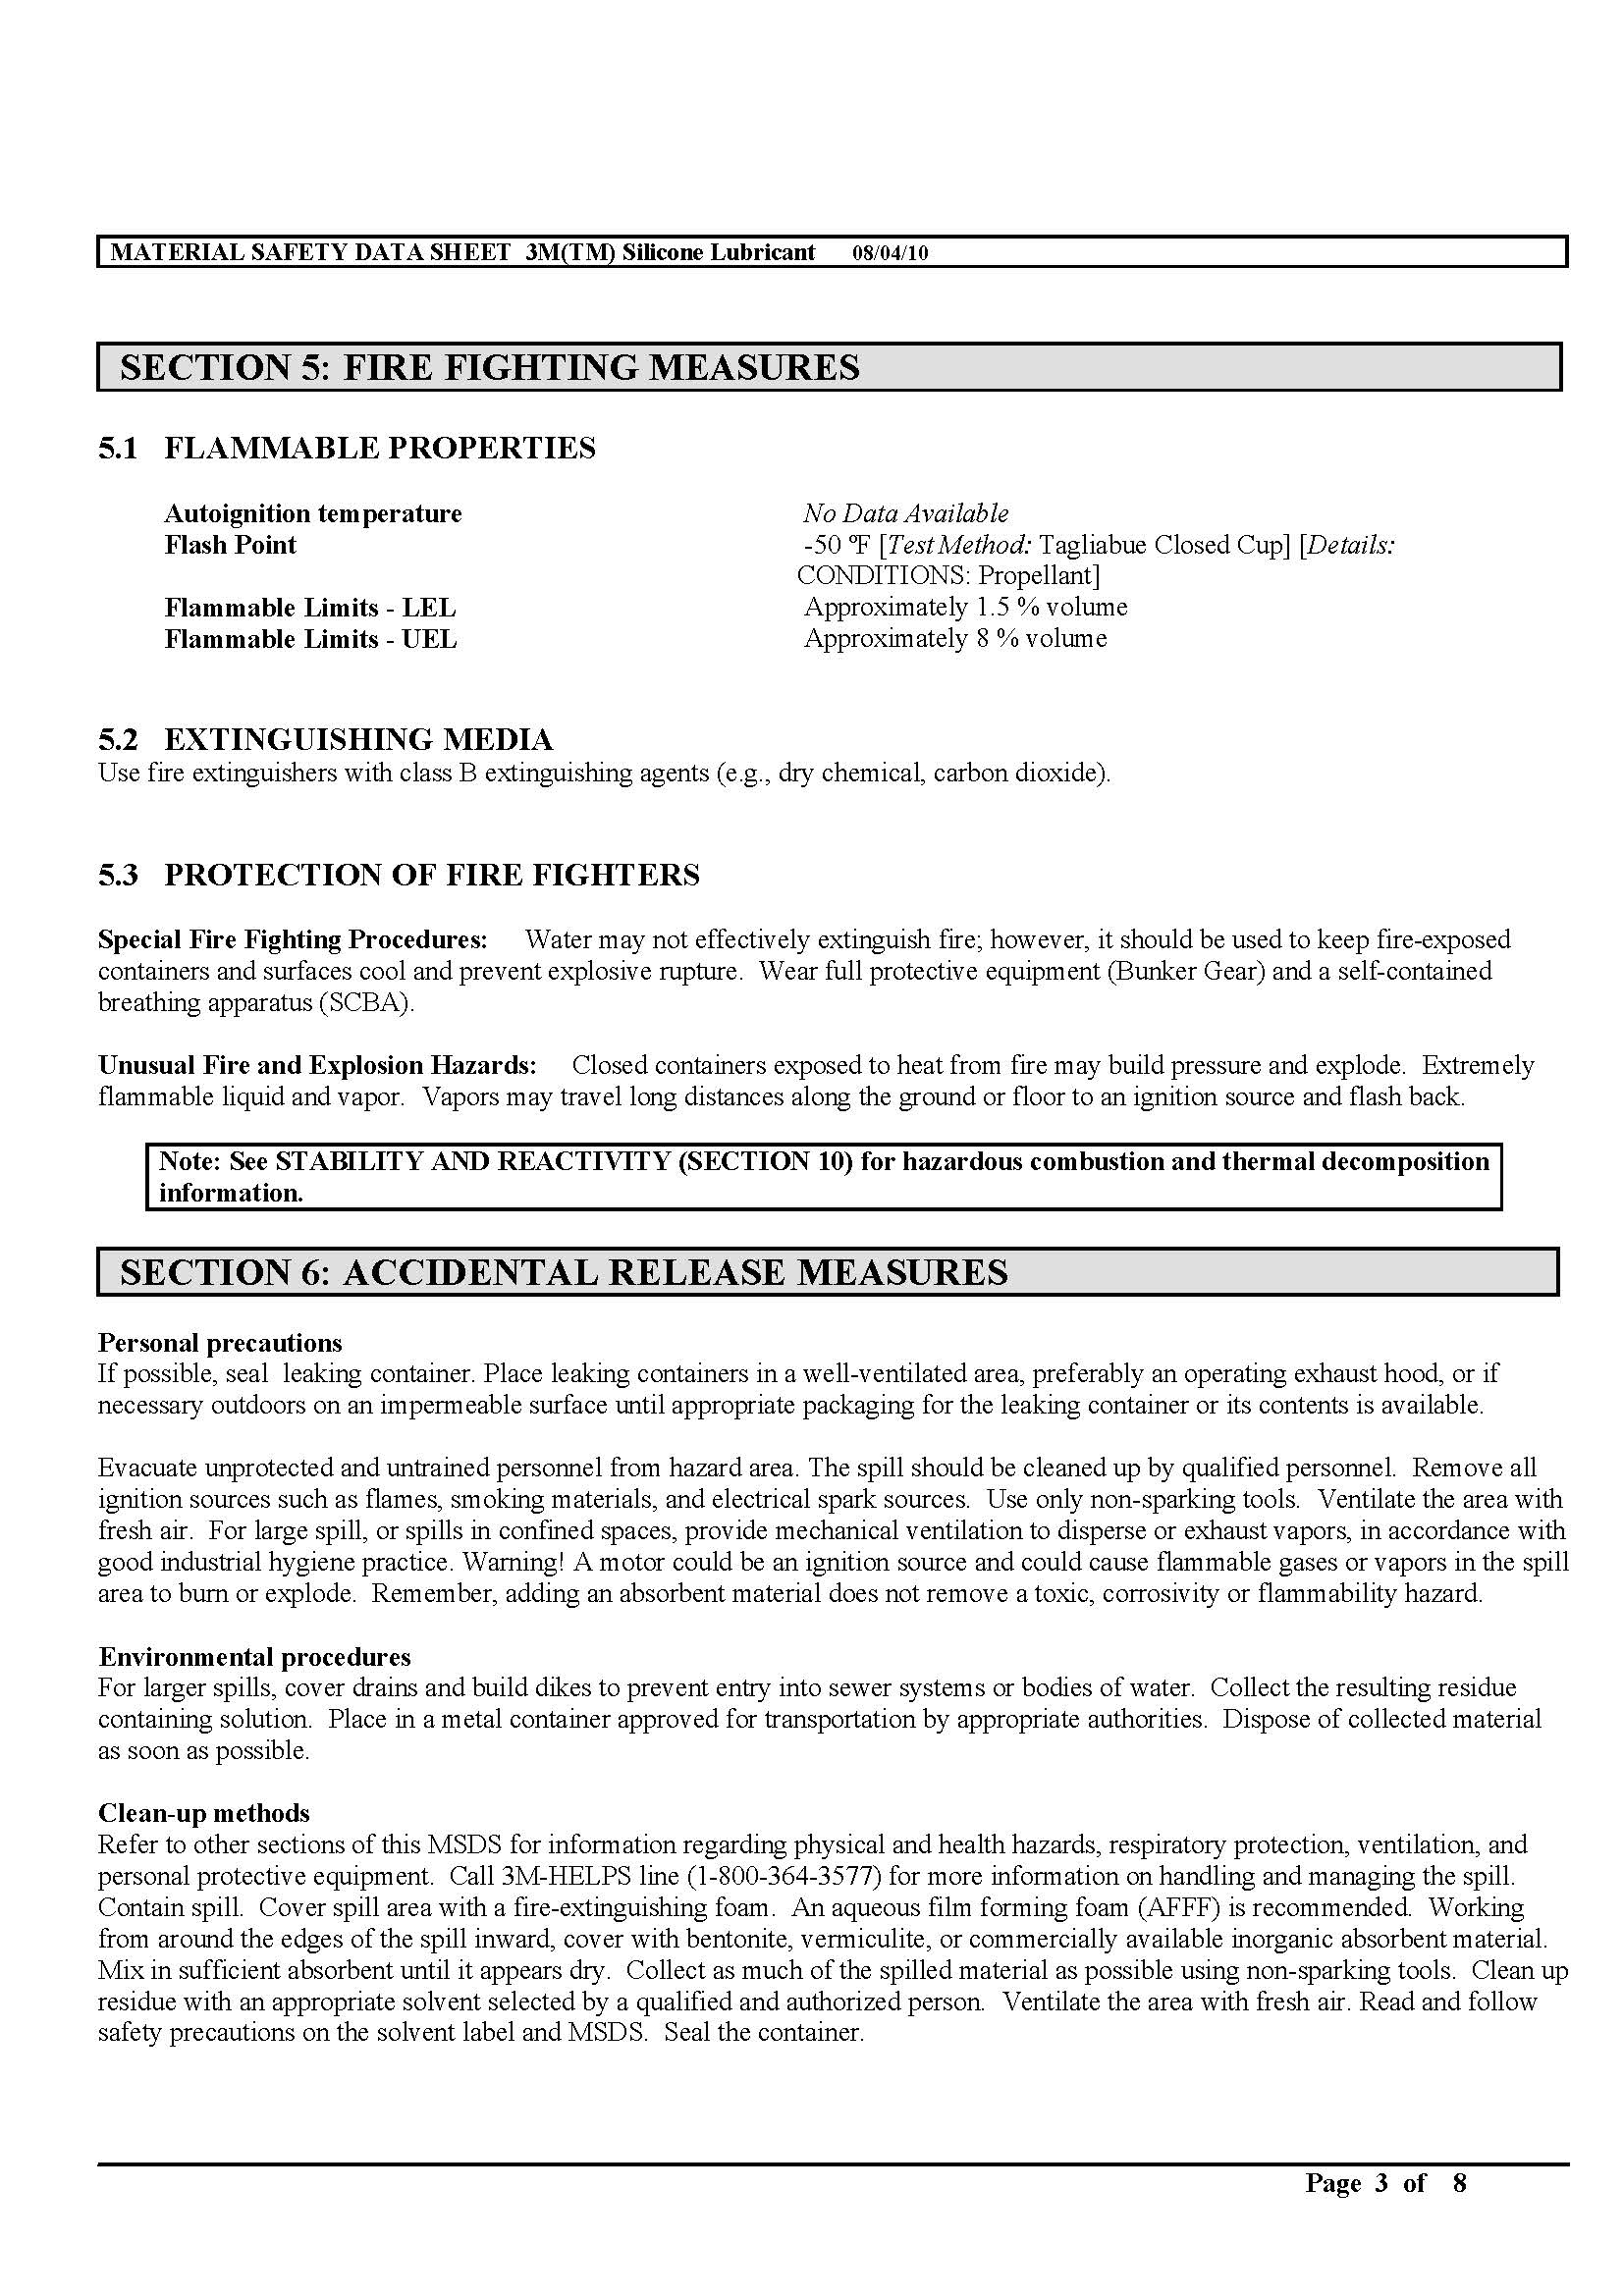 MATERIAL SAFETY DATA SHEET 3M(TM) Silicone Lubricant 08/04/10
SECTION 5: FIRE FIGHTING MEASURES
5.1 FLAMMABLE PROPERTIES
Autoignition temperature No Data Available
Flash Point -50 ºF [Test Method: Tagliabue Closed Cup] [Details:
CONDITIONS: Propellant]
Flammable Limits - LEL Approximately 1.5 % volume
Flammable Limits - UEL Approximately 8 % volume
5.2 EXTINGUISHING MEDIA
Use fire extinguishers with class B extinguishing agents (e.g., dry chemical, carbon dioxide).
5.3 PROTECTION OF FIRE FIGHTERS
Special Fire Fighting Procedures: Water may not effectively extinguish fire; however, it should be used to keep fire-exposed
containers and surfaces cool and prevent explosive rupture. Wear full protective equipment (Bunker Gear) and a self-contained
breathing apparatus (SCBA).
Unusual Fire and Explosion Hazards: Closed containers exposed to heat from fire may build pressure and explode. Extremely
flammable liquid and vapor. Vapors may travel long distances along the ground or floor to an ignition source and flash back.
Note: See STABILITY AND REACTIVITY (SECTION 10) for hazardous combustion and thermal decomposition
information.
SECTION 6: ACCIDENTAL RELEASE MEASURES
Personal precautions
If possible, seal leaking container. Place leaking containers in a well-ventilated area, preferably an operating exhaust hood, or if
necessary outdoors on an impermeable surface until appropriate packaging for the leaking container or its contents is available.
Evacuate unprotected and untrained personnel from hazard area. The spill should be cleaned up by qualified personnel. Remove all
ignition sources such as flames, smoking materials, and electrical spark sources. Use only non-sparking tools. Ventilate the area with
fresh air. For large spill, or spills in confined spaces, provide mechanical ventilation to disperse or exhaust vapors, in accordance with
good industrial hygiene practice. Warning! A motor could be an ignition source and could cause flammable gases or vapors in the spill
area to burn or explode. Remember, adding an absorbent material does not remove a toxic, corrosivity or flammability hazard.
Environmental procedures
For larger spills, cover drains and build dikes to prevent entry into sewer systems or bodies of water. Collect the resulting residue
containing solution. Place in a metal container approved for transportation by appropriate authorities. Dispose of collected material
as soon as possible.
Clean-up methods
Refer to other sections of this MSDS for information regarding physical and health hazards, respiratory protection, ventilation, and
personal protective equipment. Call 3M-HELPS line (1-800-364-3577) for more information on handling and managing the spill.
Contain spill. Cover spill area with a fire-extinguishing foam. An aqueous film forming foam (AFFF) is recommended. Working
from around the edges of the spill inward, cover with bentonite, vermiculite, or commercially available inorganic absorbent material.
Mix in sufficient absorbent until it appears dry. Collect as much of the spilled material as possible using non-sparking tools. Clean up
residue with an appropriate solvent selected by a qualified and authorized person. Ventilate the area with fresh air. Read and follow
safety precautions on the solvent label and MSDS. Seal the container.
Page 3 of 8